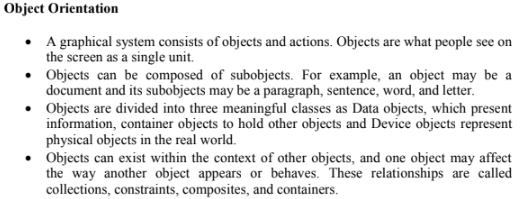 Object Orientation
• A graphical system consists of objects and actions. Objects are what people see on
the screen as a single unit.
• Objects can be composed of subobjects. For example, an object may be a
document and its subobjects may be a paragraph, sentence, word, and letter.
• Objects are divided into three meaningful classes as Data objects, which present
information, container objects to hold other objects and Device objects represent
physical objects in the real world.
• Objects can exist within the context of other objects, and one object may affect
the way another object appears or behaves. These relationships are called
collections, constraints, composites, and containers.